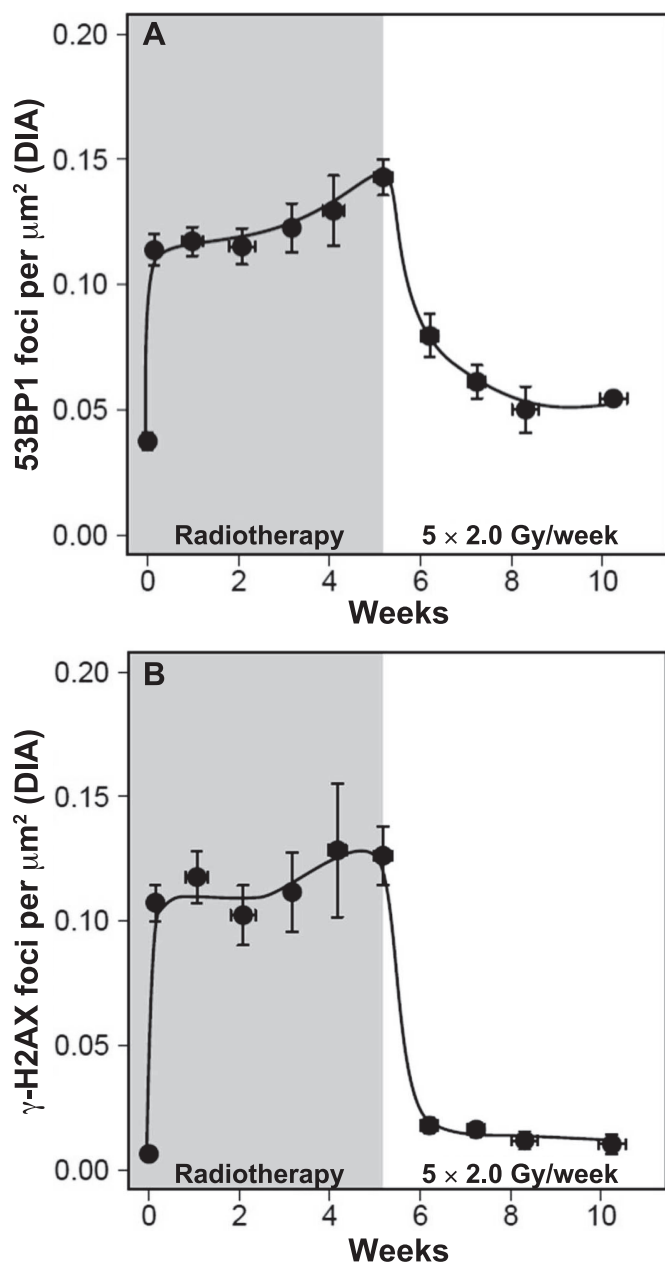 A
53BP1 foci per μm² (DIA)
0.20
0.15
0.10
0.05
0.00
Radiotherapy 5 × 2.0 Gy/week
0 2 4 6 8 10
Weeks
B
γ-H2AX foci per μm² (DIA)
0.20
0.15
0.10
0.05
0.00
Radiotherapy 5 × 2.0 Gy/week
0 2 4 6 8 10
Weeks